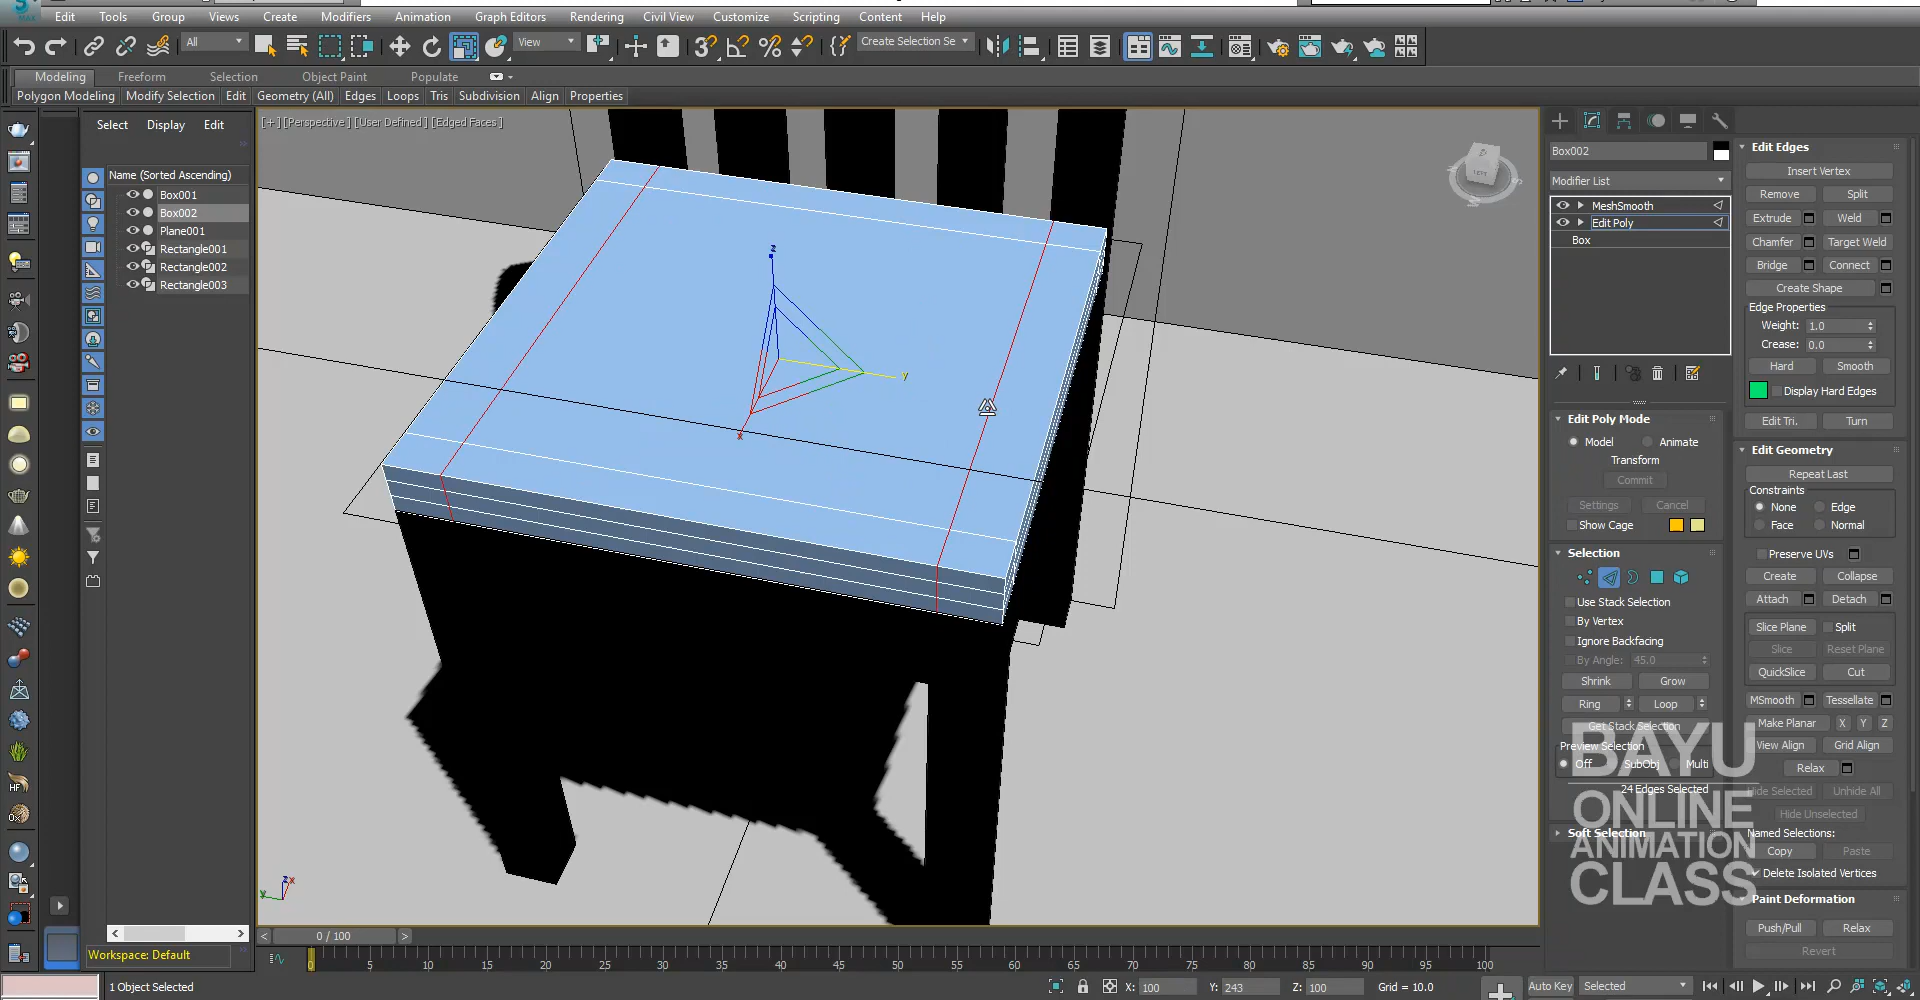 Edit Tools Group Views Create Modifiers Animation Graph Editors Rendering Civil View Customize Scripting Content Help
All View Create Selection Se
Modeling Freeform Selection Object Paint Populate
Polygon Modeling Modify Selection Edit Geometry (All) Edges Loops Tris Subdivision Align Properties
Select Display Edit
Name (Sorted Ascending)
Box001
Box002
Plane001
Rectangle001
Rectangle002
Rectangle003
Workspace: Default
[+] [Perspective] [User Defined] [Edged Faces]
z
y
x
LEFT
0 / 100
0 5 10 15 20 25 30 35 40 45 50 55 60 65 70 75 80 85 90 95 100
1 Object Selected
X: 100 Y: 243 Z: 100 Grid = 10.0
Auto Key Selected
Box002
Modifier List
MeshSmooth
Edit Poly
Box
Edit Poly Mode
Model Animate
Transform
Commit
Settings Cancel
Show Cage
Selection
Use Stack Selection
By Vertex
Ignore Backfacing
By Angle: 45.0
Shrink Grow
Ring Loop
Get Stack Selection
Preview Selection
Off SubObj Multi
24 Edges Selected
Soft Selection
Edit Edges
Insert Vertex
Remove Split
Extrude Weld
Chamfer Target Weld
Bridge Connect
Create Shape
Edge Properties
Weight: 1.0
Crease: 0.0
Hard Smooth
Display Hard Edges
Edit Tri. Turn
Edit Geometry
Repeat Last
Constraints
None Edge
Face Normal
Preserve UVs
Create Collapse
Attach Detach
Slice Plane Split
Slice Reset Plane
QuickSlice Cut
MSmooth Tessellate
Make Planar X Y Z
View Align Grid Align
Relax
Hide Selected Unhide All
Hide Unselected
Named Selections:
Copy Paste
Delete Isolated Vertices
Paint Deformation
Push/Pull Relax
Revert
BAYU
ONLINE
ANIMATION
CLASS